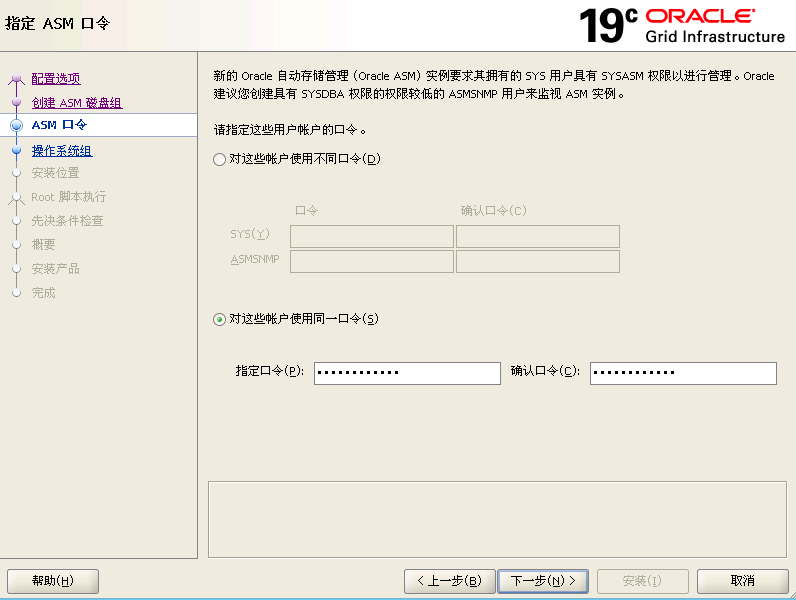 指定 ASM 口令
19c ORACLE
Grid Infrastructure
配置选项
创建 ASM 磁盘组
ASM 口令
操作系统组
安装位置
Root 脚本执行
先决条件检查
概要
安装产品
完成
新的 Oracle 自动存储管理 (Oracle ASM) 实例要求其拥有的 SYS 用户具有 SYSASM 权限以进行管理。Oracle
建议您创建具有 SYSDBA 权限的权限较低的 ASMSNMP 用户来监视 ASM 实例。
请指定这些用户帐户的口令。
对这些帐户使用不同口令(D)
口令 确认口令(C)
SYS(Y)
ASMSNMP
对这些帐户使用同一口令(S)
指定口令(P): •••••••••••• 确认口令(C): ••••••••••••
帮助(H) < 上一步(B) 下一步(N) > 安装(I) 取消